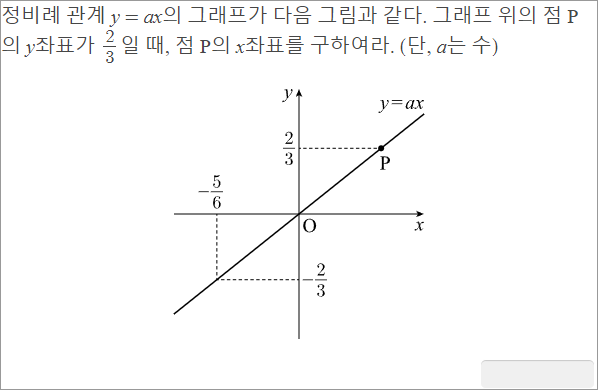 정비례 관계 y = ax의 그래프가 다음 그림과 같다. 그래프 위의 점 P
의 y좌표가 2/3 일 때, 점 P의 x좌표를 구하여라. (단, a는 수)
y
y=ax
2/3
P
-5/6
O
x
-2/3